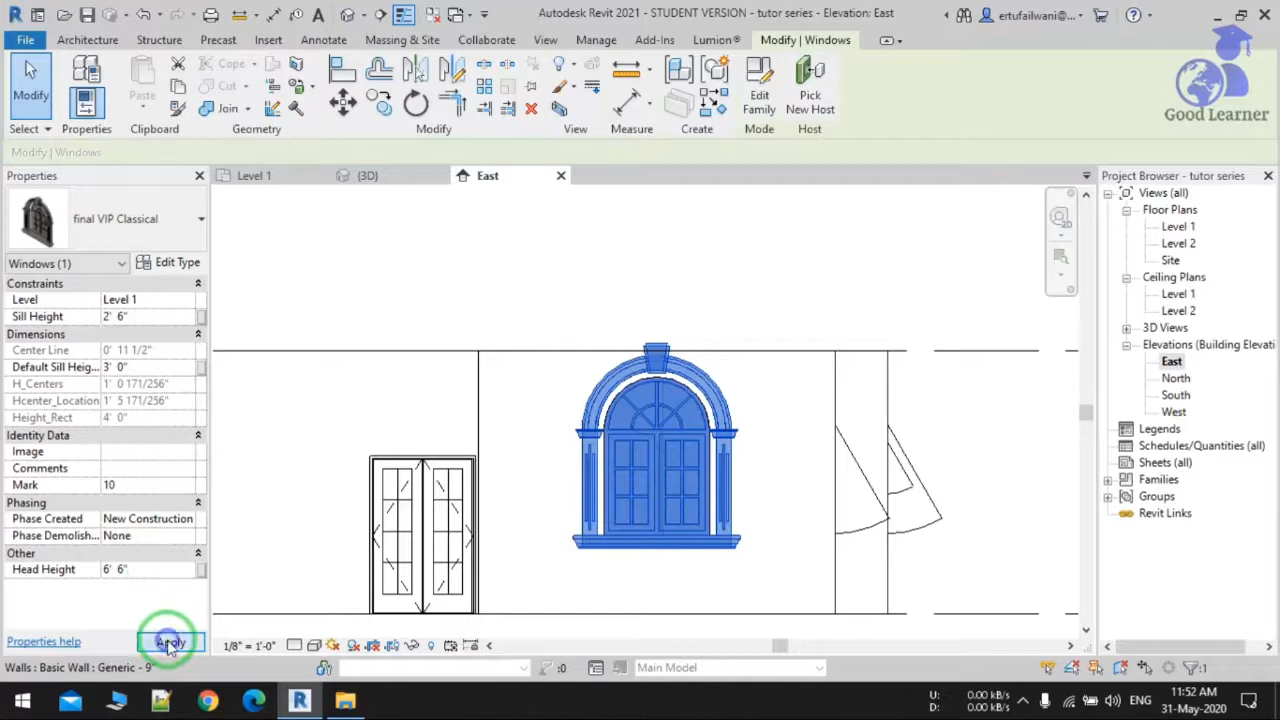 Autodesk Revit 2021 - STUDENT VERSION - tutor series - Elevation: East
ertufailwani@...
File Architecture Structure Precast Insert Annotate Massing & Site Collaborate View Manage Add-Ins Lumion® Modify | Windows
Good Learner
Modify Paste Cope Cut Join Edit Family Pick New Host
Select Properties Clipboard Geometry Modify View Measure Create Mode Host
Modify | Windows
Properties
Level 1 (3D) East
Project Browser - tutor series
final VIP Classical
Windows (1) Edit Type
Constraints
Level Level 1
Sill Height 2' 6"
Dimensions
Center Line 0' 11 1/2"
Default Sill Heig... 3' 0"
H_Centers 1' 0 171/256"
Hcenter_Location 1' 5 171/256"
Height_Rect 4' 0"
Identity Data
Image
Comments
Mark 10
Phasing
Phase Created New Construction
Phase Demolish... None
Other
Head Height 6' 6"
Properties help Apply
Views (all)
Floor Plans
Level 1
Level 2
Site
Ceiling Plans
Level 1
Level 2
3D Views
Elevations (Building Elevati
East
North
South
West
Legends
Schedules/Quantities (all)
Sheets (all)
Families
Groups
Revit Links
2D
1/8" = 1'-0"
Walls : Basic Wall : Generic - 9"
:0
Main Model
:1
U: 0.00 kB/s
D: 0.00 kB/s
ENG
11:52 AM
31-May-2020